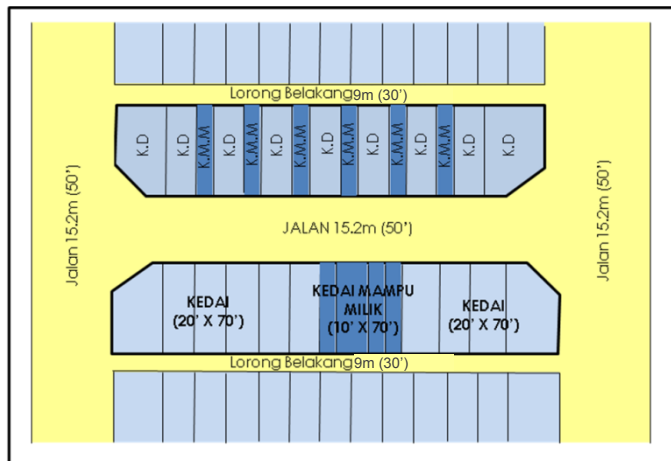 Lorong Belakang9m (30')
K.D
K.D
K.M.M
K.D
K.M.M
K.D
K.M.M
K.D
K.M.M
K.D
K.M.M
K.D
K.M.M
K.D
K.D
Jalan 15.2m (50')
JALAN 15.2m (50')
Jalan 15.2m (50')
KEDAI
(20' X 70')
KEDAI MAMPU
MILIK
(10' X 70')
KEDAI
(20' X 70')
Lorong Belakang9m (30')